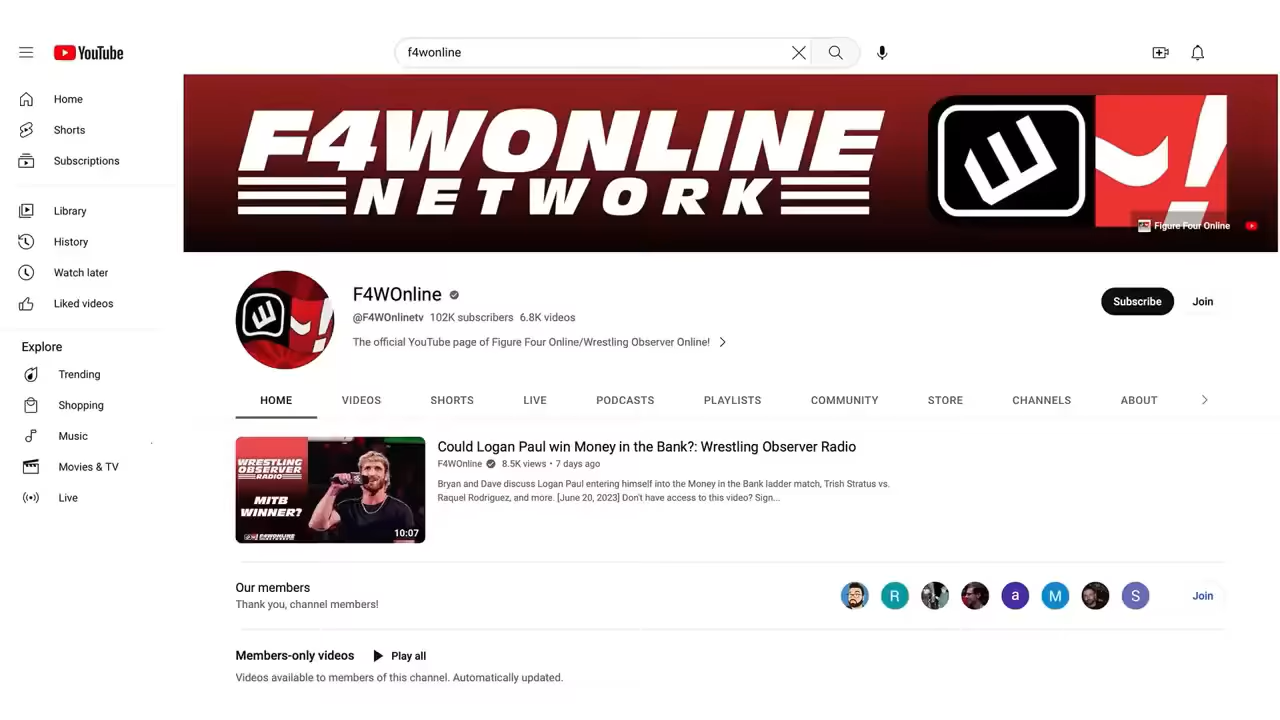 YouTube
f4wonline
Home
Shorts
Subscriptions
Library
History
Watch later
Liked videos
Explore
Trending
Shopping
Music
Movies & TV
Live
F4WONLINE
NETWORK
Figure Four Online
F4WOnline
@F4WOnlinetv 102K subscribers 6.8K videos
The official YouTube page of Figure Four Online/Wrestling Observer Online!
Subscribe
Join
HOME VIDEOS SHORTS LIVE PODCASTS PLAYLISTS COMMUNITY STORE CHANNELS ABOUT
WRESTLING
OBSERVER
RADIO
MITB
WINNER?
F4WONLINE
NETWORK
10:07
Could Logan Paul win Money in the Bank?: Wrestling Observer Radio
F4WOnline 8.5K views • 7 days ago
Bryan and Dave discuss Logan Paul entering himself into the Money in the Bank ladder match, Trish Stratus vs.
Raquel Rodriguez, and more. [June 20, 2023] Don't have access to this video? Sign...
Our members
Thank you, channel members!
R a M S
Join
Members-only videos Play all
Videos available to members of this channel. Automatically updated.